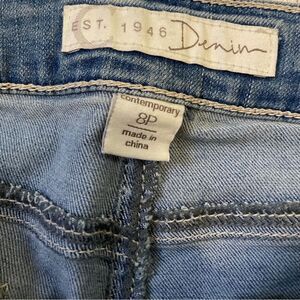 EST. 1946 Denim
contemporary
8P
made in
china